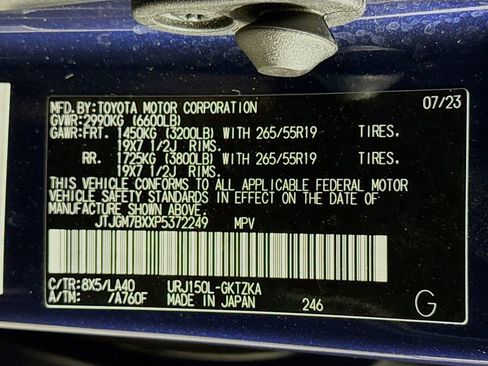 MFD.BY:TOYOTA MOTOR CORPORATION 07/23
GVWR:2990KG (6600LB)
GAWR:FRT. 1450KG (3200LB) WITH 265/55R19 TIRES.
19X7 1/2J RIMS.
RR. 1725KG (3800LB) WITH 265/55R19 TIRES.
19X7 1/2J RIMS.
THIS VEHICLE CONFORMS TO ALL APPLICABLE FEDERAL MOTOR
VEHICLE SAFETY STANDARDS IN EFFECT ON THE DATE OF
MANUFACTURE SHOWN ABOVE.
JTJGM7BXXP5372249 MPV
C/TR:8X5/LA40 URJ150L-GKTZKA
A/TM: /A760F MADE IN JAPAN 246 G